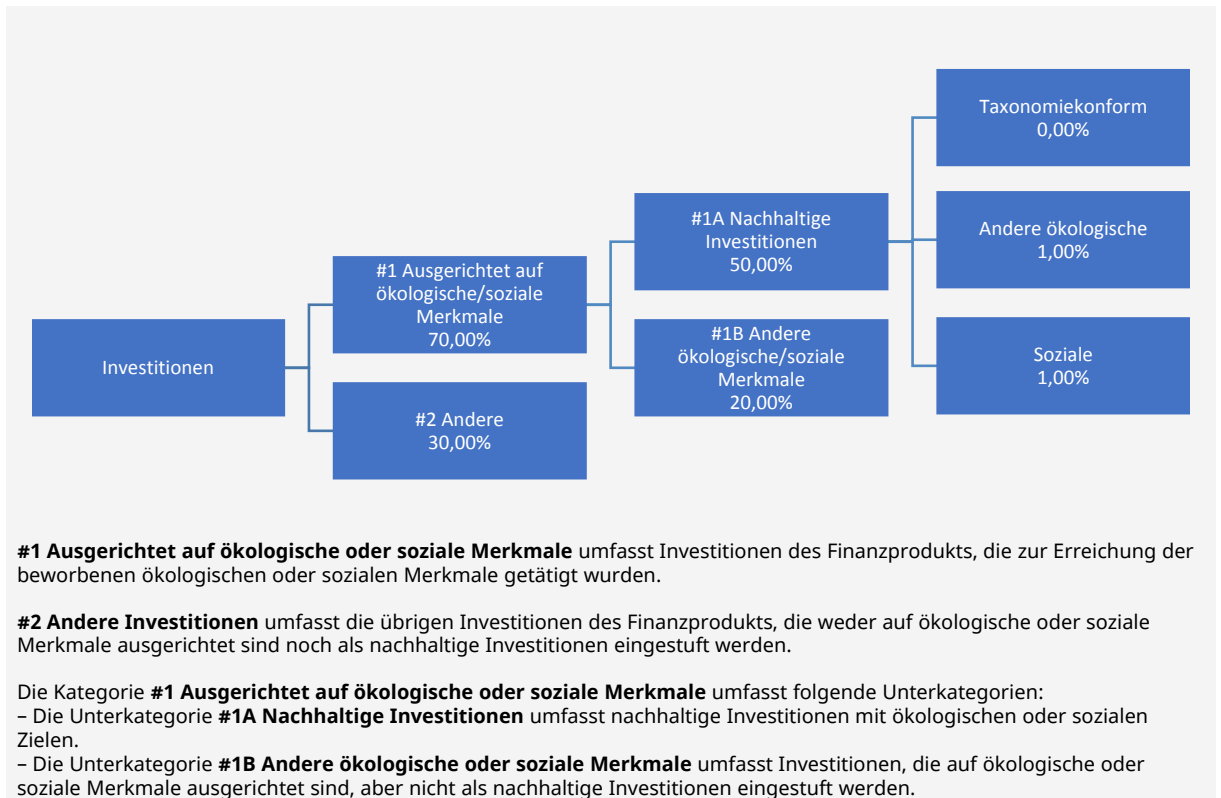 Investitionen
#1 Ausgerichtet auf
ökologische/soziale
Merkmale
70,00%
#2 Andere
30,00%
#1A Nachhaltige
Investitionen
50,00%
#1B Andere
ökologische/soziale
Merkmale
20,00%
Taxonomiekonform
0,00%
Andere ökologische
1,00%
Soziale
1,00%
#1 Ausgerichtet auf ökologische oder soziale Merkmale umfasst Investitionen des Finanzprodukts, die zur Erreichung der
beworbenen ökologischen oder sozialen Merkmale getätigt wurden.
#2 Andere Investitionen umfasst die übrigen Investitionen des Finanzprodukts, die weder auf ökologische oder soziale
Merkmale ausgerichtet sind noch als nachhaltige Investitionen eingestuft werden.
Die Kategorie #1 Ausgerichtet auf ökologische oder soziale Merkmale umfasst folgende Unterkategorien:
– Die Unterkategorie #1A Nachhaltige Investitionen umfasst nachhaltige Investitionen mit ökologischen oder sozialen
Zielen.
– Die Unterkategorie #1B Andere ökologische oder soziale Merkmale umfasst Investitionen, die auf ökologische oder
soziale Merkmale ausgerichtet sind, aber nicht als nachhaltige Investitionen eingestuft werden.